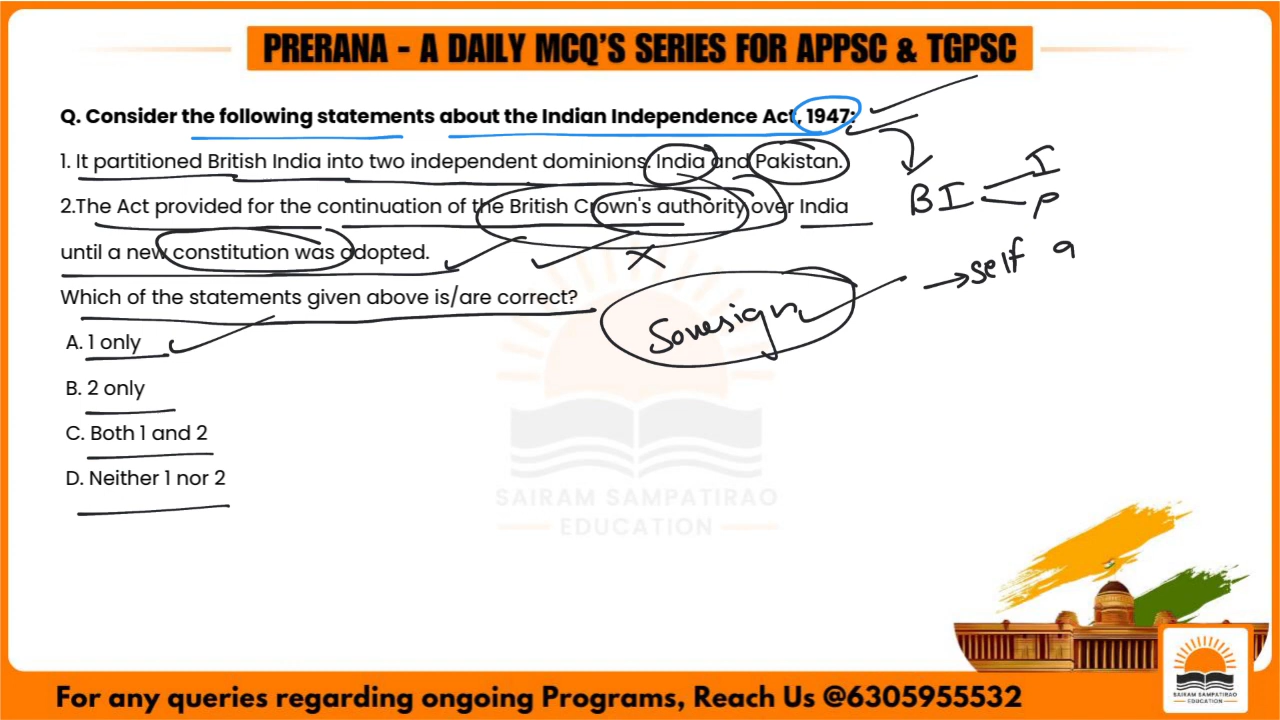 PRERANA - A DAILY MCQ'S SERIES FOR APPSC & TGPSC
Q. Consider the following statements about the Indian Independence Act, 1947:
1. It partitioned British India into two independent dominions: India and Pakistan.
2.The Act provided for the continuation of the British Crown's authority over India
until a new constitution was adopted.
Which of the statements given above is/are correct?
A. 1 only
B. 2 only
C. Both 1 and 2
D. Neither 1 nor 2
BI
I
P
self g
SAIRAM SAMPATIRAO
EDUCATION
SAIRAM SAMPATIRAO
EDUCATION
For any queries regarding ongoing Programs, Reach Us @6305955532